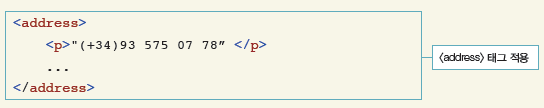 <address>
<p>"(+34)93 575 07 78” </p>
...
</address>
<address> 태그 적용